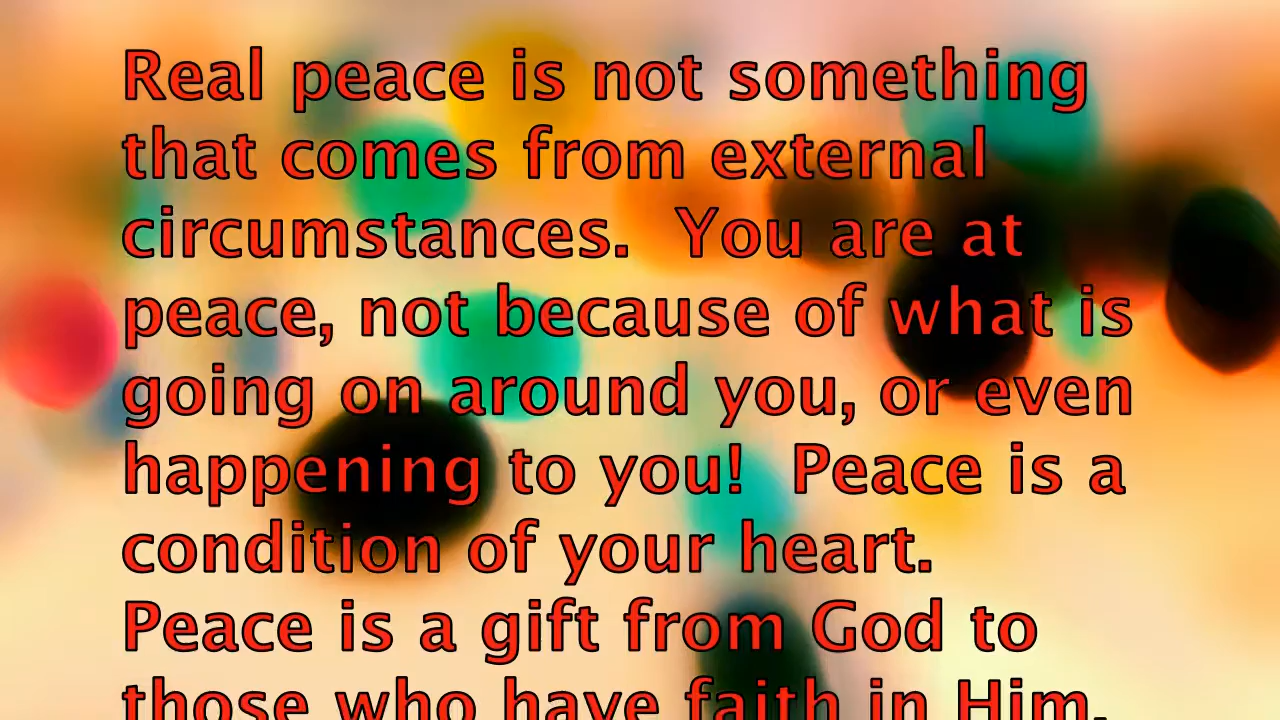 Real peace is not something
that comes from external
circumstances.  You are at
peace, not because of what is
going on around you, or even
happening to you!  Peace is a
condition of your heart.
Peace is a gift from God to
those who have faith in Him.